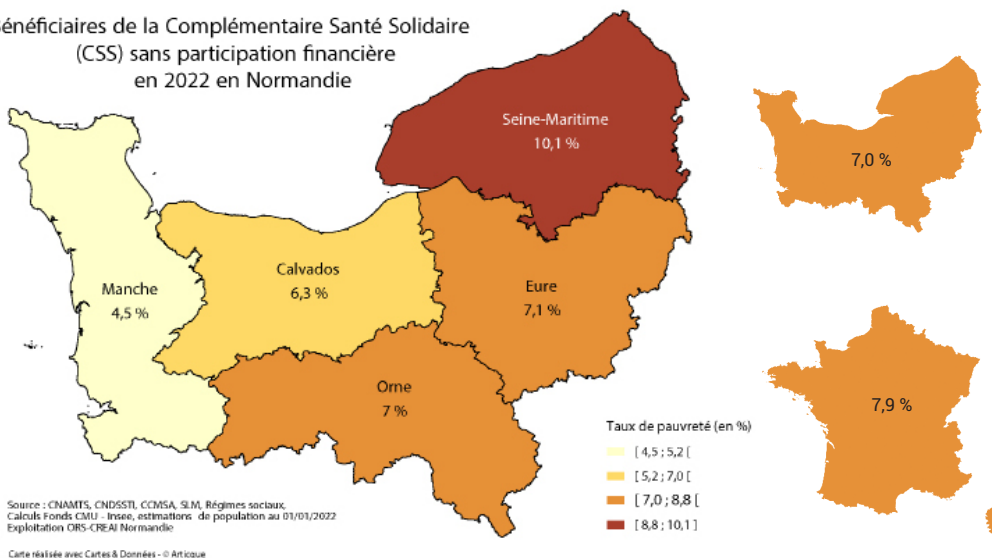 énéficiaires de la Complémentaire Santé Solidaire
(CSS) sans participation financière
en 2022 en Normandie
Seine-Maritime
10,1 %
7,0 %
Calvados
6,3 %
Manche
4,5 %
Eure
7,1 %
Orne
7 %
7,9 %
Taux de pauvreté (en %)
[ 4,5 ; 5,2 [
[ 5,2 ; 7,0 [
[ 7,0 ; 8,8 [
[ 8,8 ; 10,1 ]
Source : CNAMTS, CNDSSTI, CCMSA, SLM, Régimes sociaux,
Calculs Fonds CMU - Insee, estimations de population au 01/01/2022
Exploitation ORS-CREAI Normandie
Carte réalisée avec Cartes & Données - © Articque